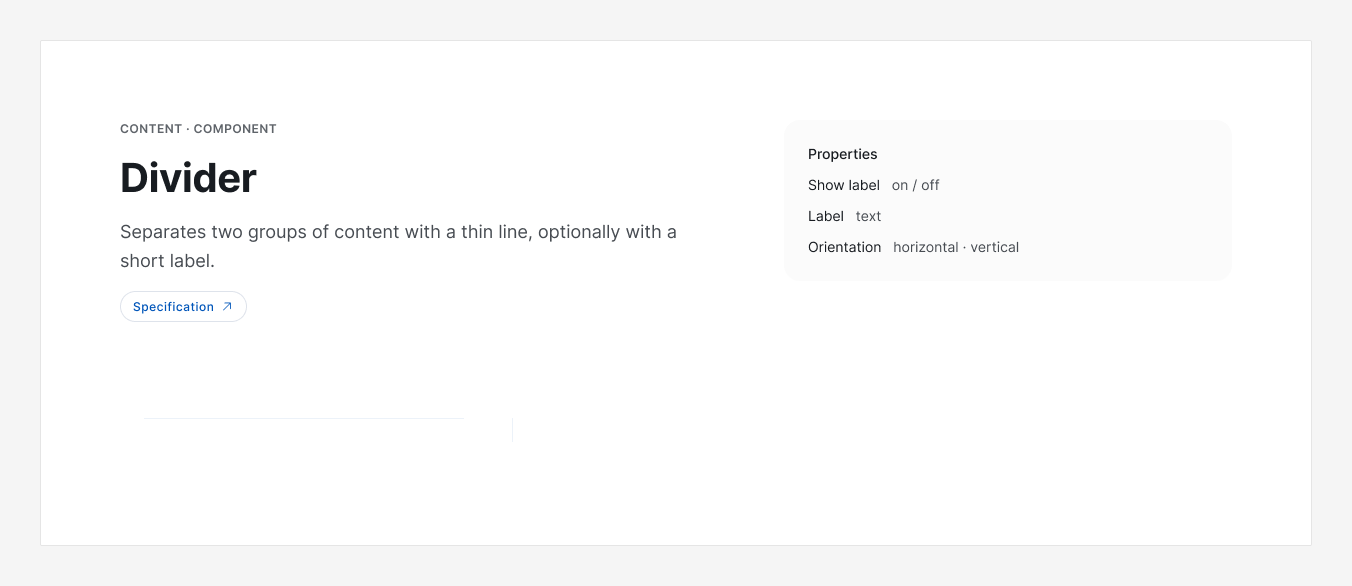 CONTENT · COMPONENT
Divider
Separates two groups of content with a thin line, optionally with a
short label.
Specification
Properties
Show label on / off
Label text
Orientation horizontal · vertical